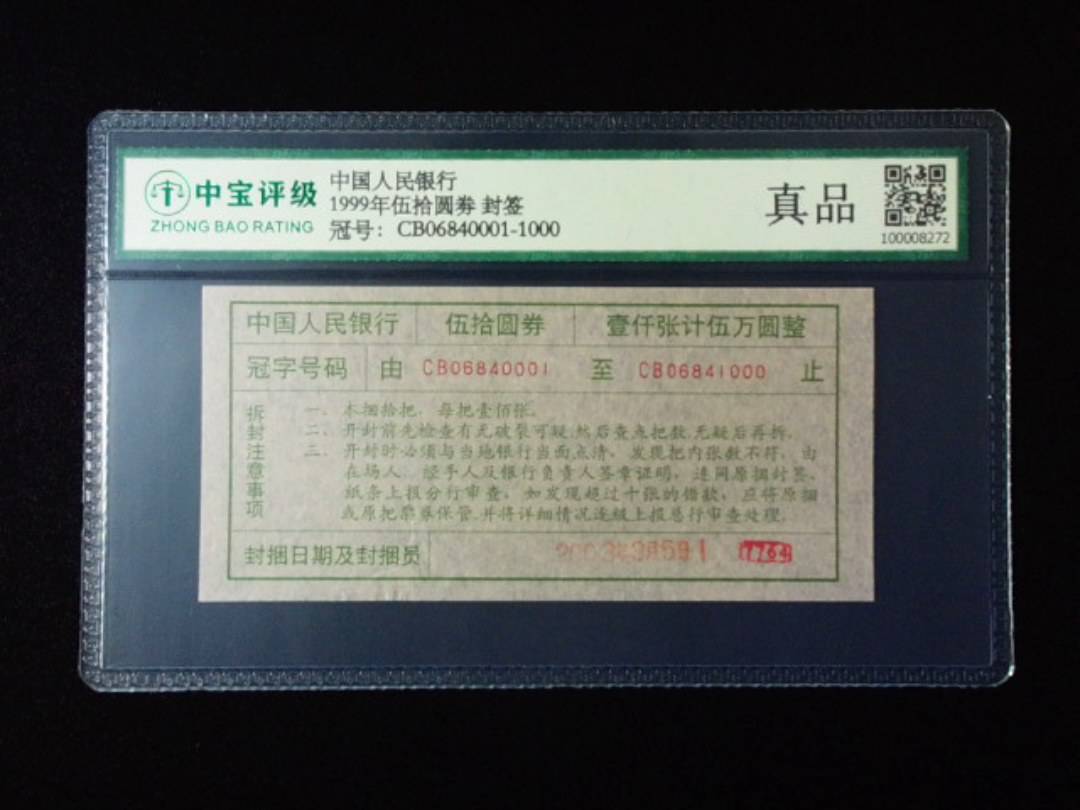 中宝评级
ZHONG BAO RATING
中国人民银行
1999年伍拾圆券 封签
冠号：CB06840001-1000
真品
100008272
中国人民银行 伍拾圆券 壹仟张计伍万圆整
冠字号码 由 CB06840001 至 CB06841000 止
拆封注意事项
一、本捆拾把，每把壹佰张。
二、开封前先检查有无破裂可疑,然后查点把数,无疑后再拆。
三、开封时必须与当地银行当面点清，发现把内张数不符，由
在场人、经手人及银行负责人签章证明，连同原捆封签、
纸条上报分行审查，如发现超过十张的错款，应将原捆
或原把票券保管,并将详细情况逐级上报总行审查处理。
封捆日期及封捆员